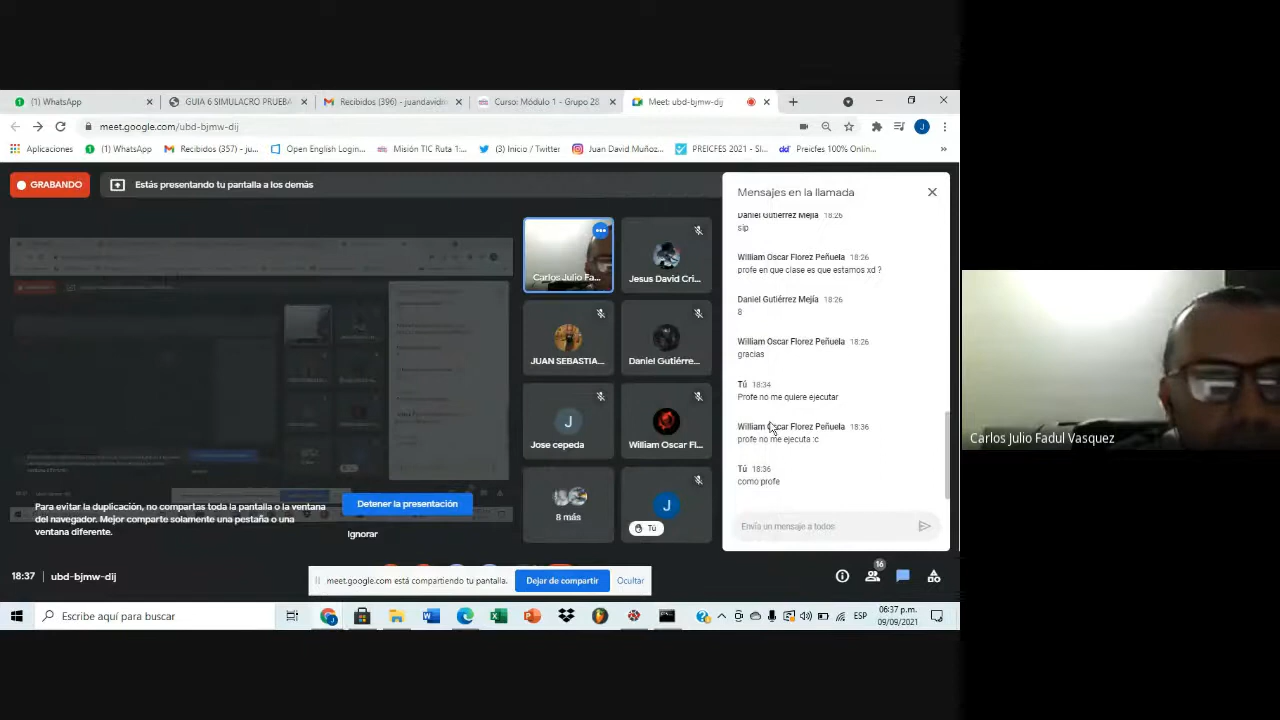 (1) WhatsApp
GUIA 6 SIMULACRO PRUEBA
Recibidos (396) - juandavidm
Curso: Módulo 1 - Grupo 28
Meet: ubd-bjmw-dij
meet.google.com/ubd-bjmw-dij
J
Aplicaciones
(1) WhatsApp
Recibidos (357) - ju...
Open English Login...
Misión TIC Ruta 1:...
(3) Inicio / Twitter
Juan David Muñoz...
PREICFES 2021 - SI...
Preicfes 100% Onlin...
GRABANDO
Estás presentando tu pantalla a los demás
Mensajes en la llamada
Daniel Gutiérrez Mejía 18:26
sip
William Oscar Florez Peñuela 18:26
profe en que clase es que estamos xd ?
Daniel Gutiérrez Mejía 18:26
8
William Oscar Florez Peñuela 18:26
gracias
Tú 18:34
Profe no me quiere ejecutar
William Oscar Florez Peñuela 18:36
profe no me ejecuta :c
Tú 18:36
como profe
Envía un mensaje a todos
Carlos Julio Fa...
Jesus David Cri...
JUAN SEBASTIA...
Daniel Gutiérre...
J
Jose cepeda
William Oscar Fl...
8 más
J
Tú
Para evitar la duplicación, no compartas toda la pantalla o la ventana
del navegador. Mejor comparte solamente una pestaña o una
ventana diferente.
Detener la presentación
Ignorar
18:37 | ubd-bjmw-dij
meet.google.com está compartiendo tu pantalla.
Dejar de compartir
Ocultar
16
Escribe aquí para buscar
ESP
06:37 p.m.
09/09/2021
Carlos Julio Fadul Vasquez